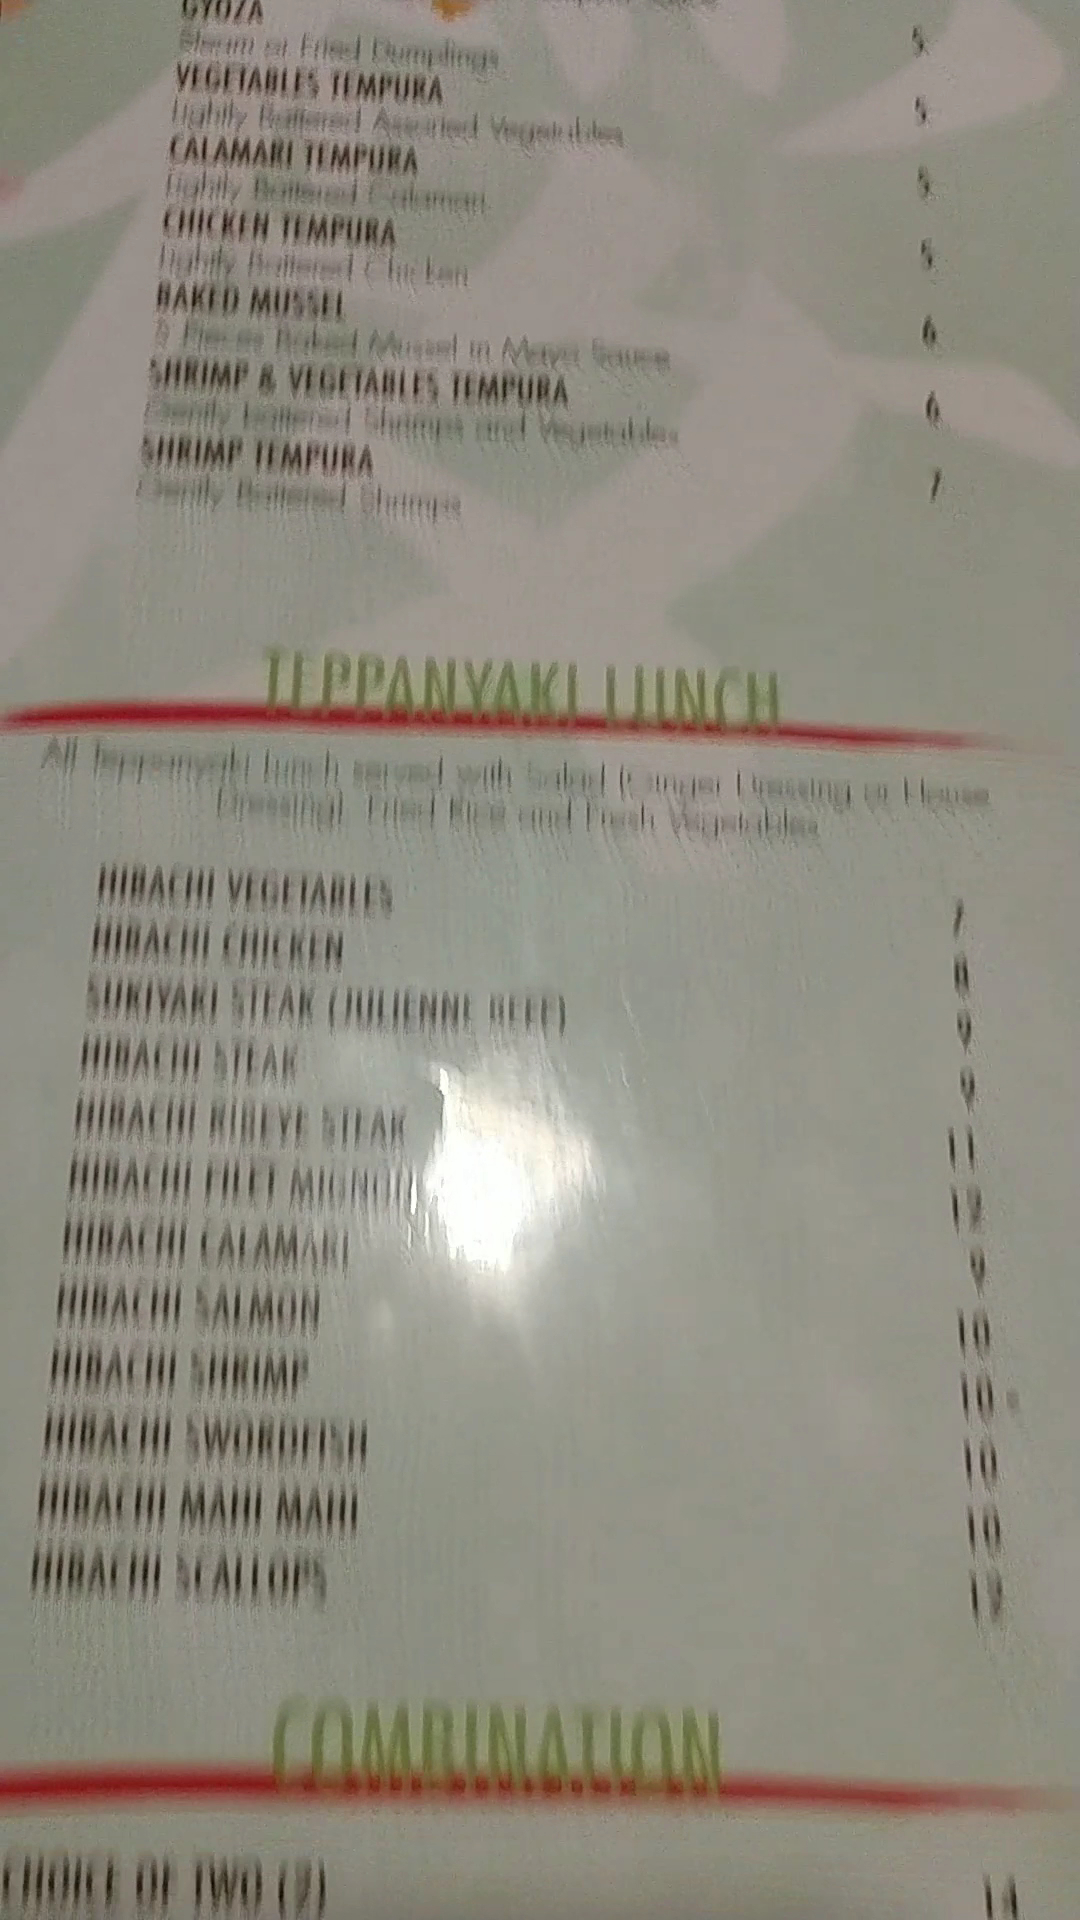 GYOZA 5
Steam or Fried Dumplings
VEGETABLES TEMPURA 5
Lightly Battered Assorted Vegetables
CALAMARI TEMPURA 5
Lightly Battered Calamari
CHICKEN TEMPURA 5
Lightly Battered Chicken
BAKED MUSSEL 6
Pieces Baked Mussel in Mayo Sauce
SHRIMP & VEGETABLES TEMPURA 6
Gently Battered Shrimps and Vegetables
SHRIMP TEMPURA 7
Gently Battered Shrimps
TEPPANYAKI LUNCH
All Teppanyaki lunch served with Salad (Ginger Dressing or House
Dressing), Fried Rice and Fresh Vegetables
HIBACHI VEGETABLES 7
HIBACHI CHICKEN 8
SUKIYAKI STEAK (JULIENNE BEEF) 9
HIBACHI STEAK 9
HIBACHI RIBEYE STEAK 11
HIBACHI FILET MIGNON 12
HIBACHI CALAMARI 9
HIBACHI SALMON 10
HIBACHI SHRIMP 10
HIBACHI SWORDFISH 10
HIBACHI MAHI MAHI 10
HIBACHI SCALLOPS 12
COMBINATION
CHOICE OF TWO (2) 14